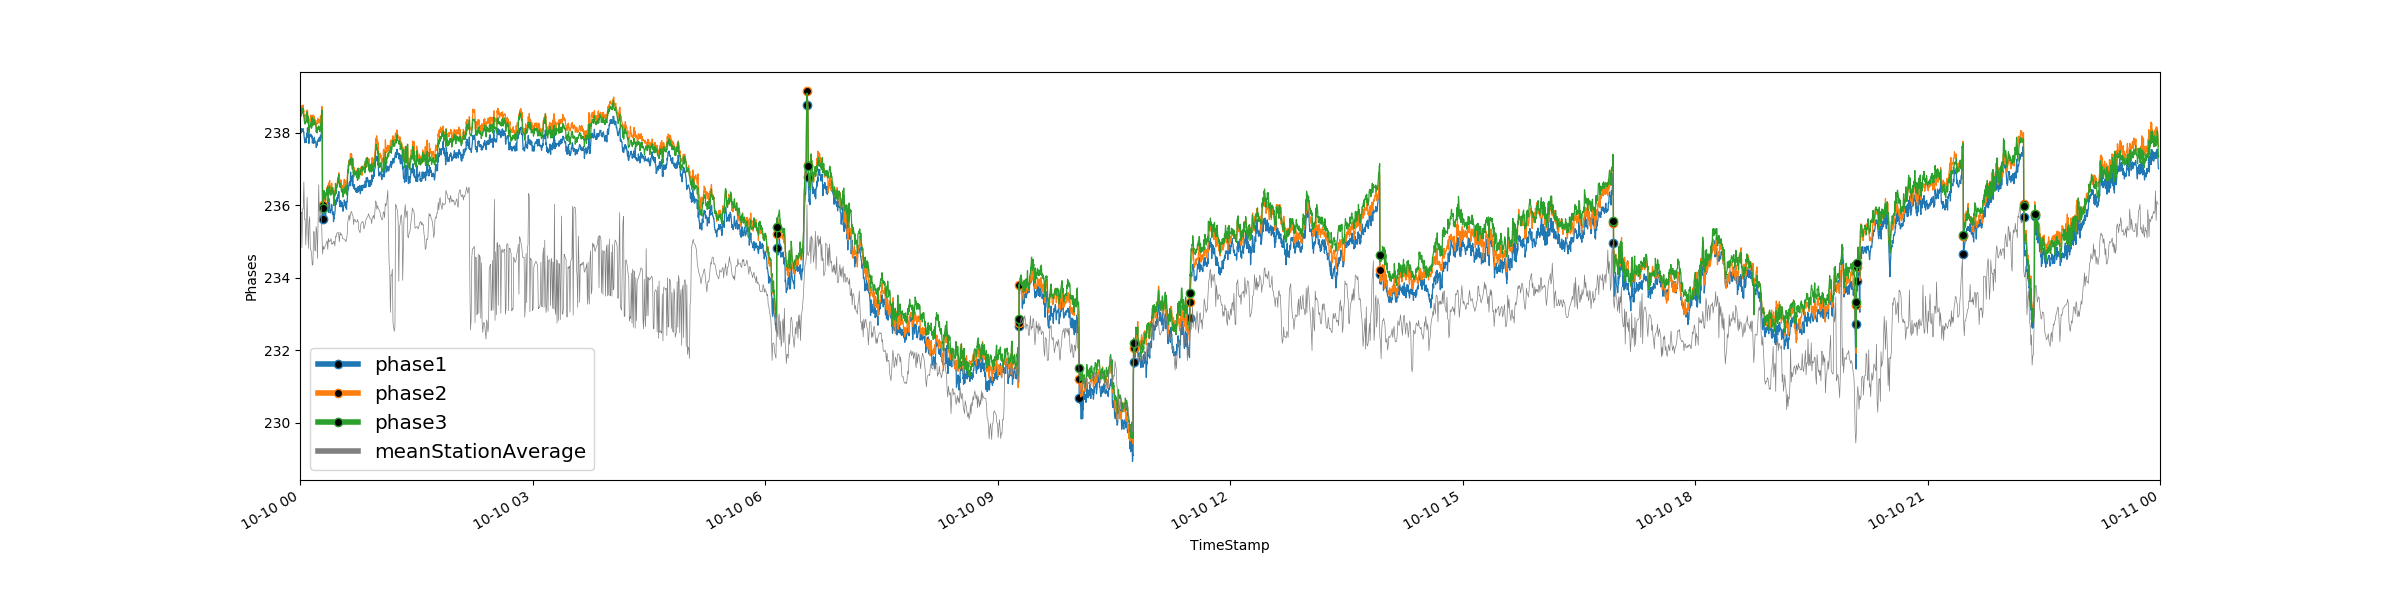 238
236
234
232
230
Phases
phase1
phase2
phase3
meanStationAverage
10-10 00
10-10 03
10-10 06
10-10 09
10-10 12
10-10 15
10-10 18
10-10 21
10-11 00
TimeStamp